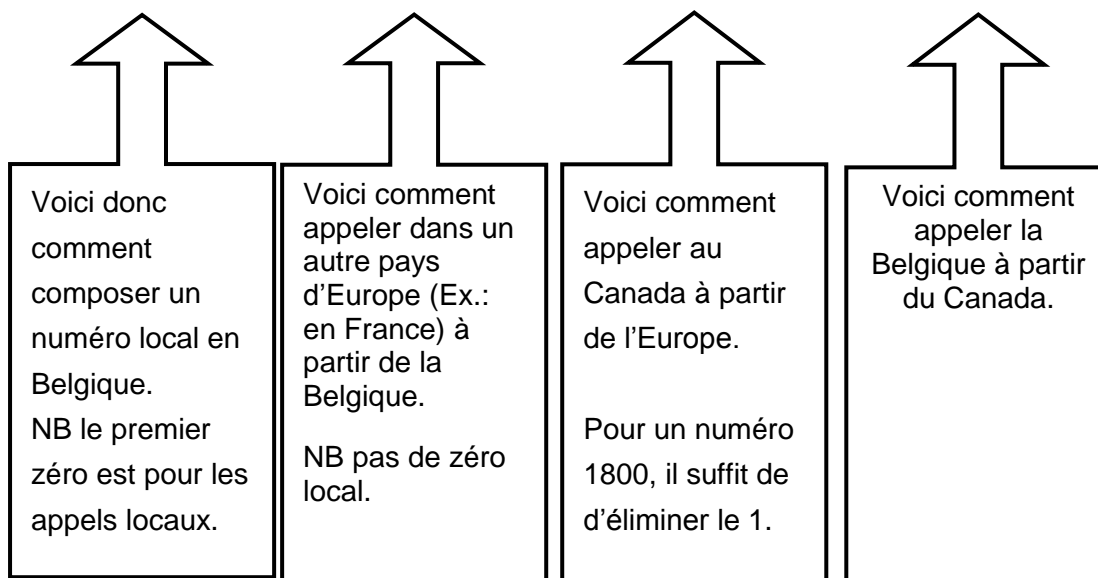 Voici donc
comment
composer un
numéro local en
Belgique.
NB le premier
zéro est pour les
appels locaux.
Voici comment
appeler dans un
autre pays
d’Europe (Ex.:
en France) à
partir de la
Belgique.
NB pas de zéro
local.
Voici comment
appeler au
Canada à partir
de l’Europe.
Pour un numéro
1800, il suffit de
d’éliminer le 1.
Voici comment
appeler la
Belgique à partir
du Canada.